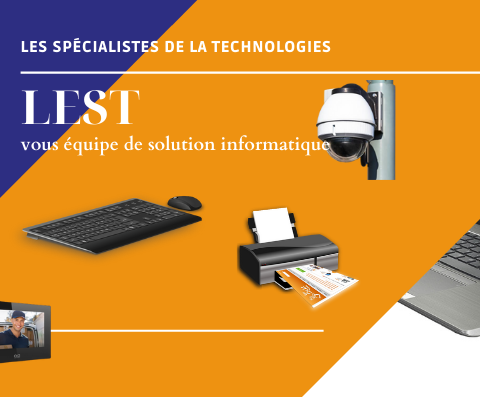 LES SPÉCIALISTES DE LA TECHNOLOGIES
LEST
vous équipe de solution informatique